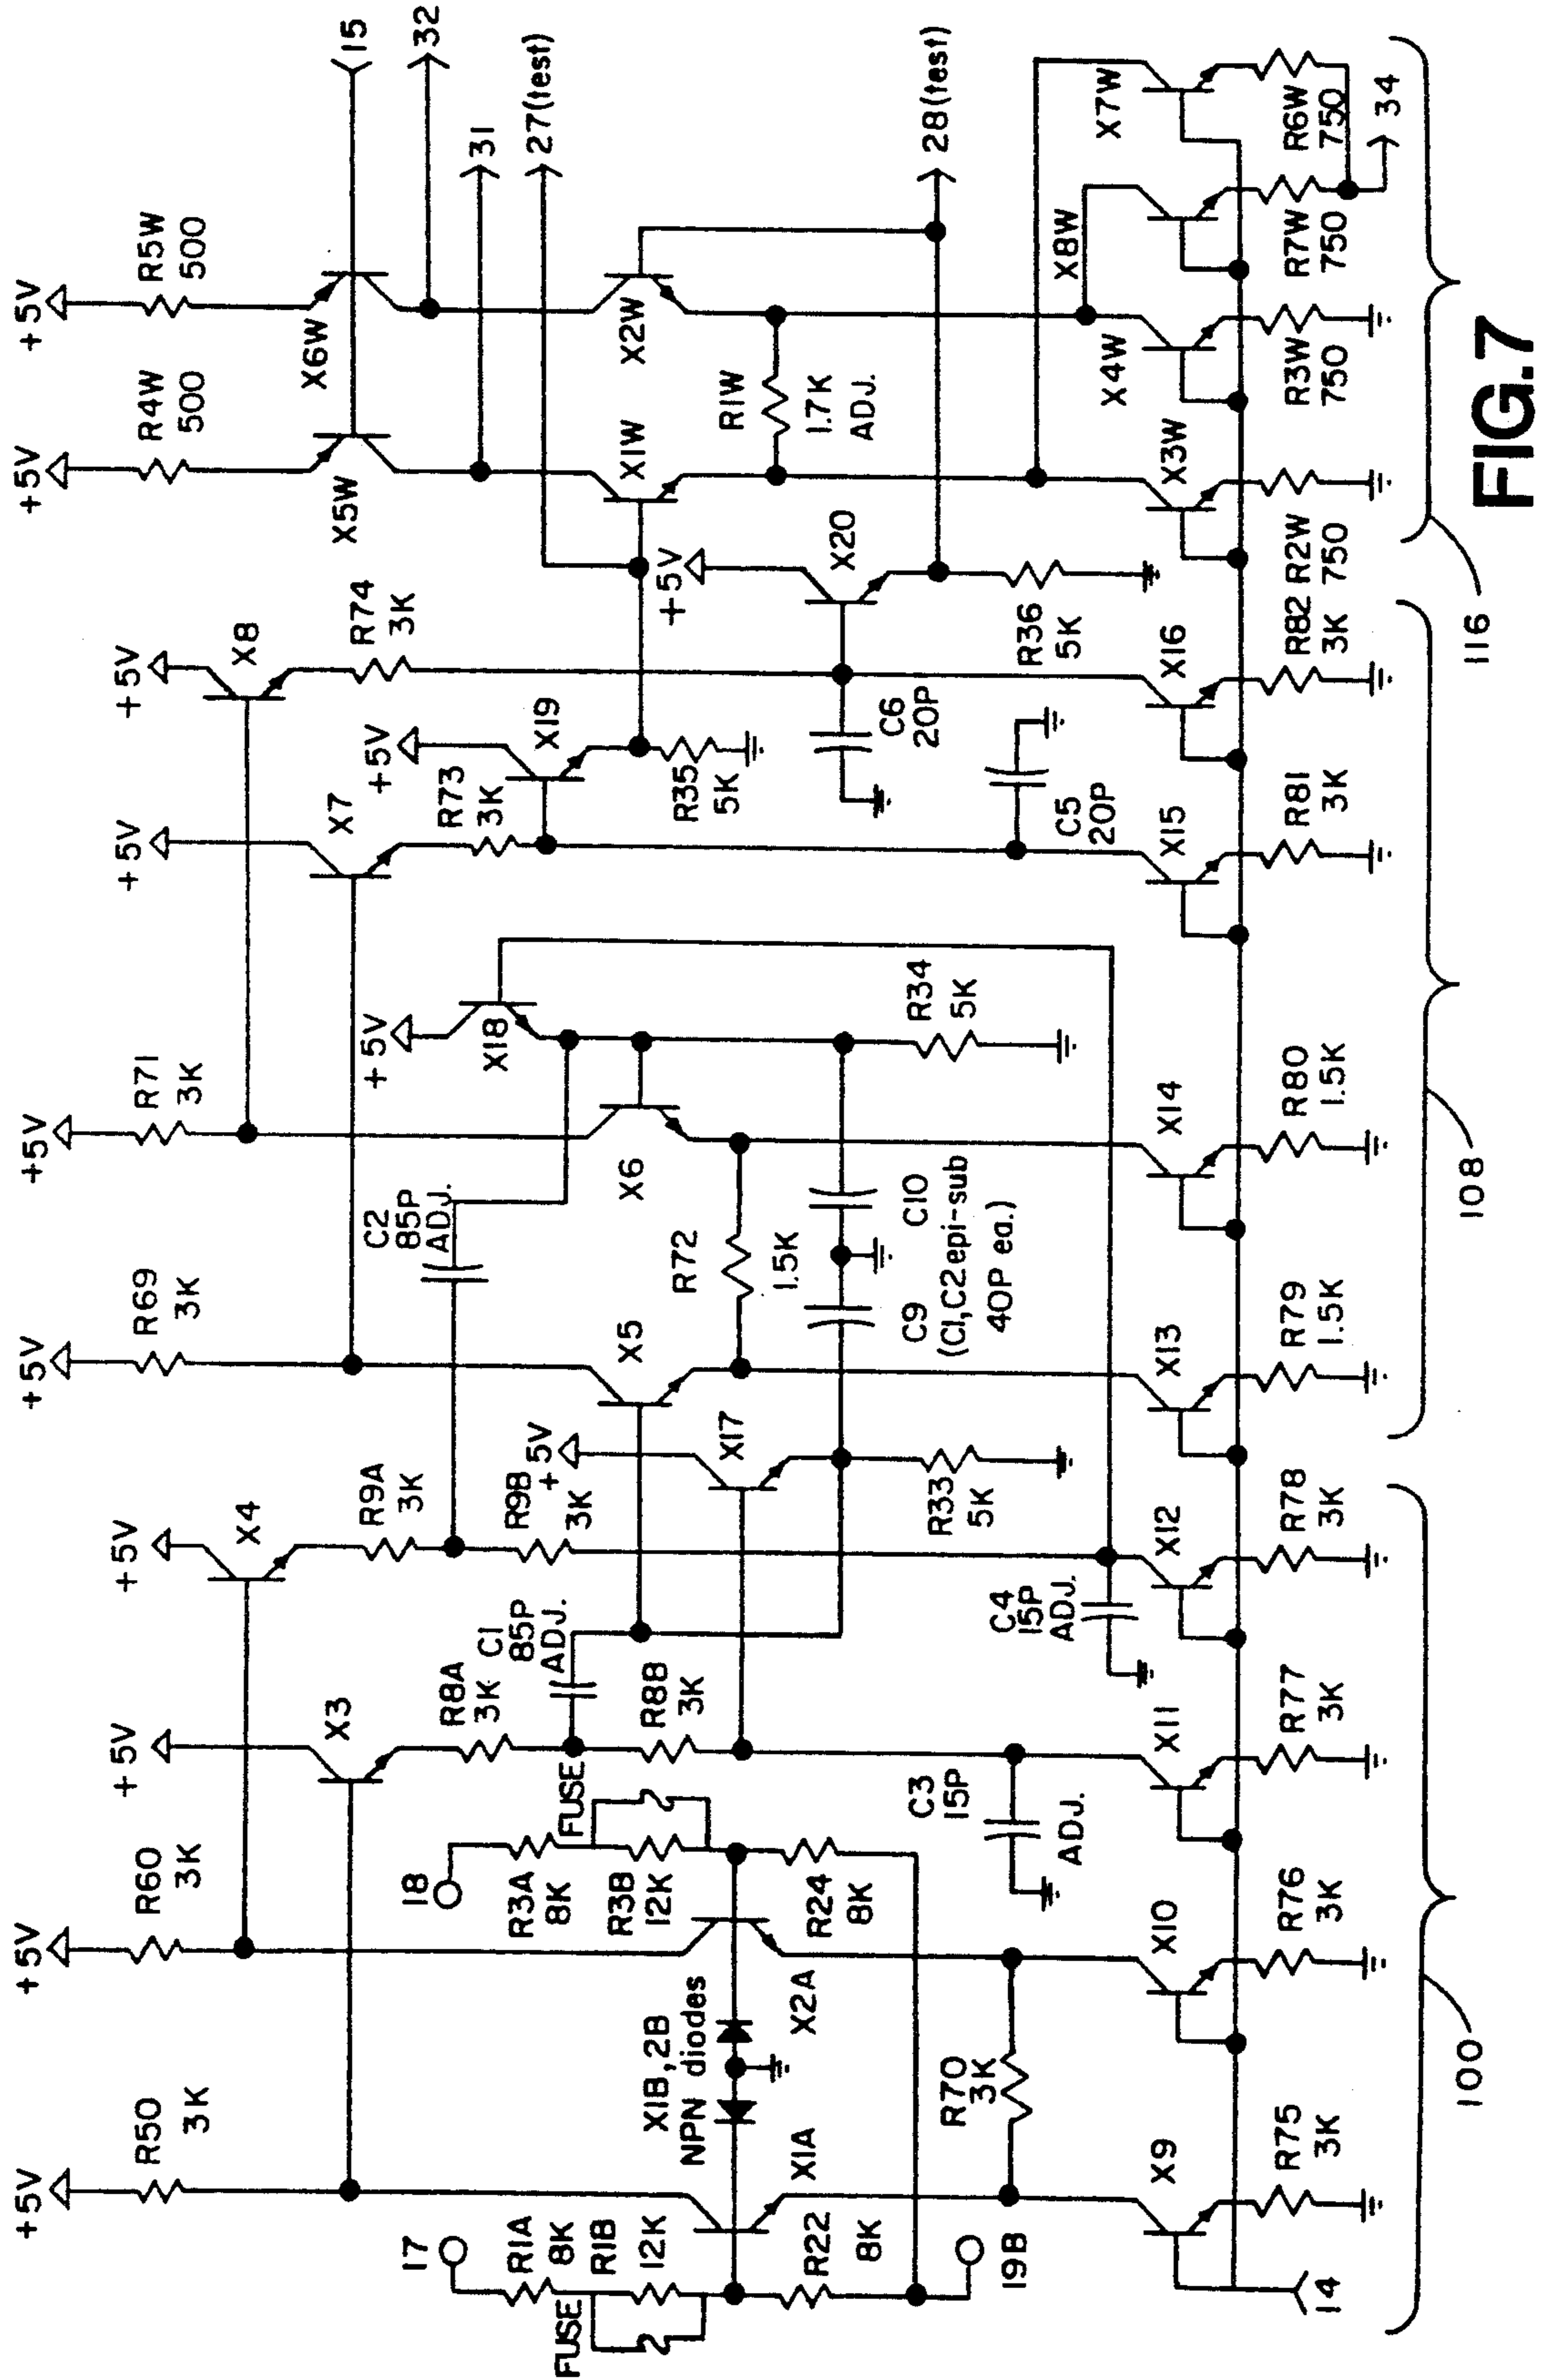 +5V
R50
3K
+5V
R60
3K
+5V
X3
+5V
X4
+5V
R69
3K
+5V
R71
3K
+5V
X7
+5V
X8
+5V
R4W
500
+5V
R5W
500
17
R1A
8K
R1B
12K
FUSE
R22
8K
19B
X1A
X1B,2B
NPN diodes
X2A
18
R3A
8K
R3B
12K
FUSE
R24
8K
R70
3K
R8A
3K
C1
85P
ADJ.
R8B
3K
C3
15P
ADJ.
R9A
3K
R9B
3K
+5V
X17
R33
5K
C4
15P
ADJ.
X5
C2
85P
ADJ.
R72
1.5K
X6
C9
C10
(C1,C2 epi-sub
40P ea.)
+5V
X18
R34
5K
R73
3K
+5V
X19
R35
5K
R74
3K
C6
20P
C5
20P
+5V
X20
R36
5K
X5W
X6W
X1W
X2W
R1W
1.7K
ADJ.
15
32
31
27(test)
28(test)
14
X9
R75
3K
X10
R76
3K
X11
R77
3K
X12
R78
3K
X13
R79
1.5K
X14
R80
1.5K
X15
R81
3K
X16
R82
3K
X3W
R2W
750
X4W
R3W
750
X8W
R7W
750
X7W
R6W
750
34
100
108
116
FIG.7